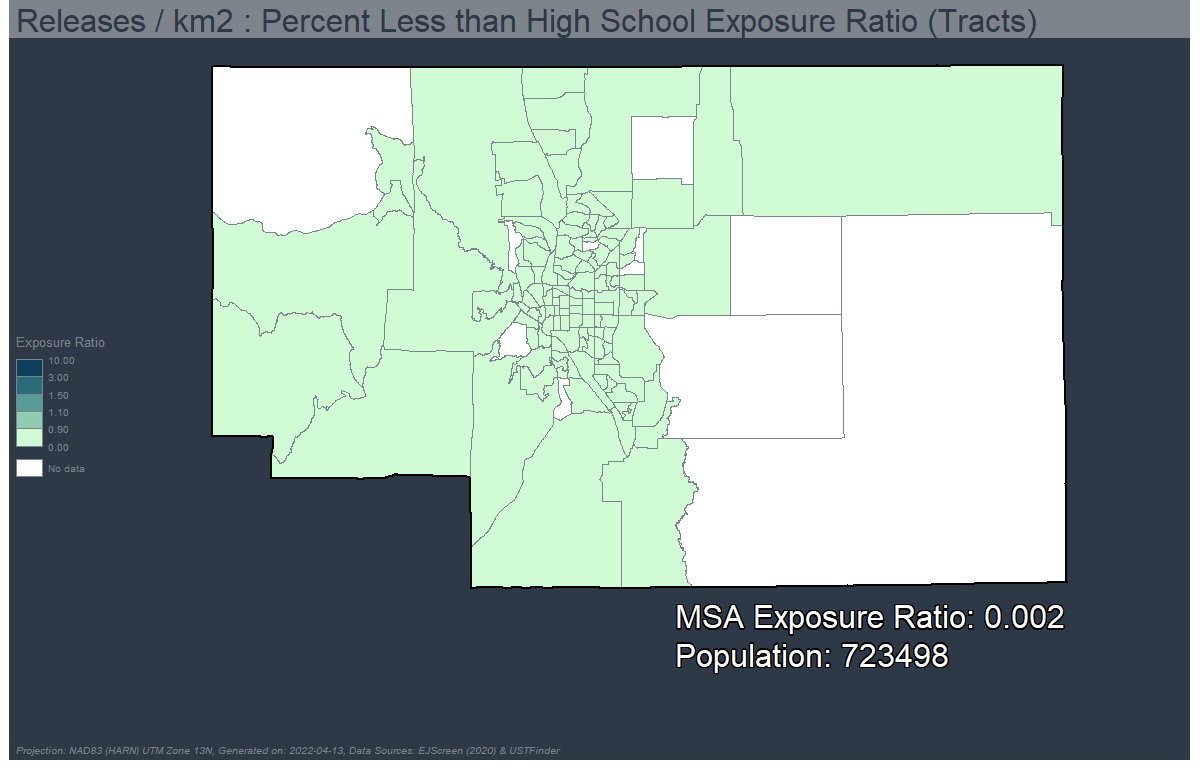 Releases / km2 : Percent Less than High School Exposure Ratio (Tracts)
Exposure Ratio
10.00
3.00
1.50
1.10
0.90
0.00
No data
MSA Exposure Ratio: 0.002
Population: 723498
Projection: NAD83 (HARN) UTM Zone 13N, Generated on: 2022-04-13, Data Sources: EJScreen (2020) & USTFinder